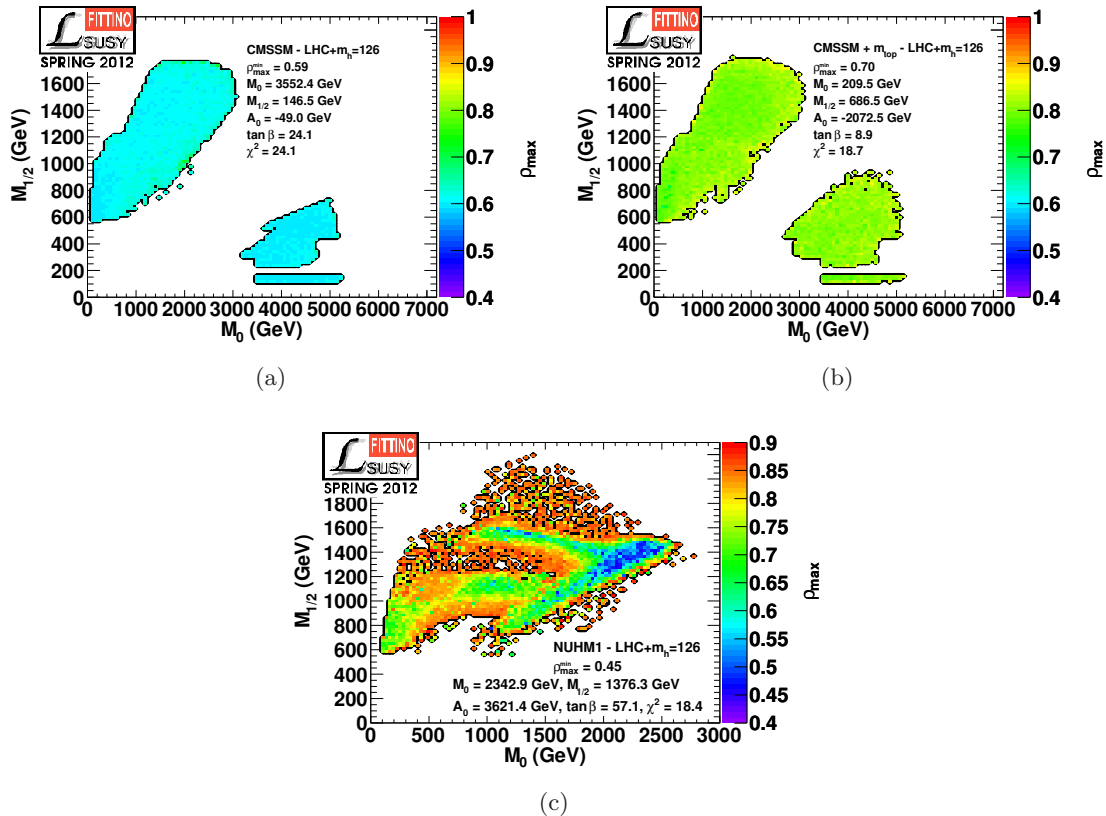 FITTINO
SUSY
SPRING 2012
CMSSM - LHC+m_h=126
ρ_max^min = 0.59
M_0 = 3552.4 GeV
M_1/2 = 146.5 GeV
A_0 = -49.0 GeV
tan β = 24.1
χ² = 24.1
M_1/2 (GeV)
0
200
400
600
800
1000
1200
1400
1600
0 1000 2000 3000 4000 5000 6000 7000
M_0 (GeV)
ρ_max
1
0.9
0.8
0.7
0.6
0.5
0.4
(a)
FITTINO
SUSY
SPRING 2012
CMSSM + m_top - LHC+m_h=126
ρ_max^min = 0.70
M_0 = 209.5 GeV
M_1/2 = 686.5 GeV
A_0 = -2072.5 GeV
tan β = 8.9
χ² = 18.7
M_1/2 (GeV)
0
200
400
600
800
1000
1200
1400
1600
0 1000 2000 3000 4000 5000 6000 7000
M_0 (GeV)
ρ_max
1
0.9
0.8
0.7
0.6
0.5
0.4
(b)
FITTINO
SUSY
SPRING 2012
NUHM1 - LHC+m_h=126
ρ_max^min = 0.45
M_0 = 2342.9 GeV, M_1/2 = 1376.3 GeV
A_0 = 3621.4 GeV, tan β = 57.1, χ² = 18.4
M_1/2 (GeV)
0
200
400
600
800
1000
1200
1400
1600
1800
0 500 1000 1500 2000 2500 3000
M_0 (GeV)
ρ_max
0.9
0.85
0.8
0.75
0.7
0.65
0.6
0.55
0.5
0.45
0.4
(c)